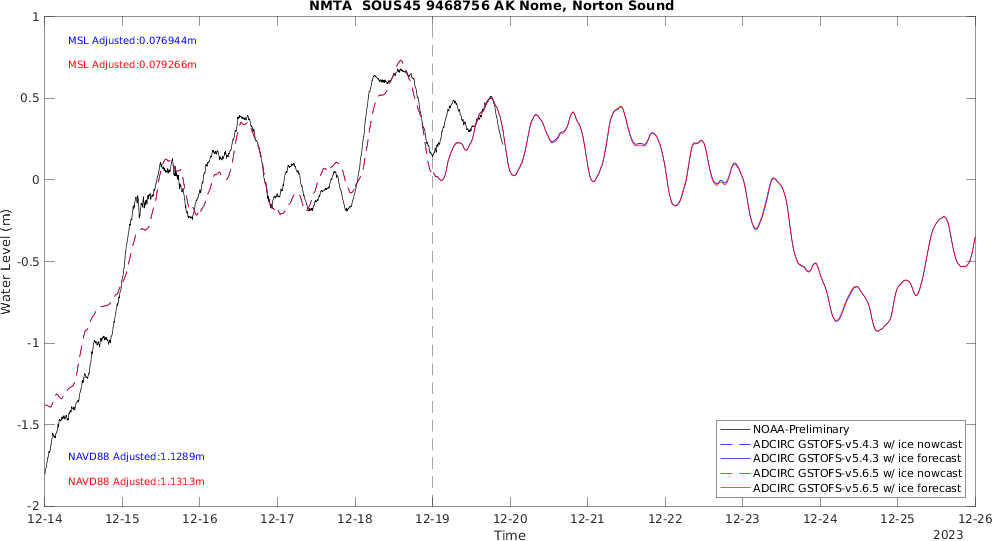 NMTA  SOUS45 9468756 AK Nome, Norton Sound
1
MSL Adjusted:0.076944m
MSL Adjusted:0.079266m
0.5
0
-0.5
-1
-1.5
-2
Water Level (m)
NAVD88 Adjusted:1.1289m
NAVD88 Adjusted:1.1313m
NOAA-Preliminary
ADCIRC GSTOFS-v5.4.3 w/ ice nowcast
ADCIRC GSTOFS-v5.4.3 w/ ice forecast
ADCIRC GSTOFS-v5.6.5 w/ ice nowcast
ADCIRC GSTOFS-v5.6.5 w/ ice forecast
12-14 12-15 12-16 12-17 12-18 12-19 12-20 12-21 12-22 12-23 12-24 12-25 12-26
Time
2023